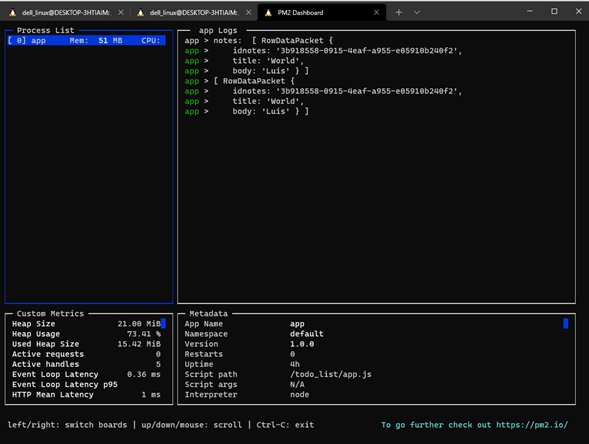 dell_linux@DESKTOP-3HTIAIM:
dell_linux@DESKTOP-3HTIAIM:
PM2 Dashboard
Process List
[ 0] app Mem: 51 MB CPU:
app Logs
app > notes: [ RowDataPacket {
app > idnotes: '3b918558-0915-4eaf-a955-e05910b240f2',
app > title: 'World',
app > body: 'Luis' } ]
app > [ RowDataPacket {
app > idnotes: '3b918558-0915-4eaf-a955-e05910b240f2',
app > title: 'World',
app > body: 'Luis' } ]
Custom Metrics
Heap Size 21.00 MiB
Heap Usage 73.41 %
Used Heap Size 15.42 MiB
Active requests 0
Active handles 5
Event Loop Latency 0.36 ms
Event Loop Latency p95
HTTP Mean Latency 1 ms
Metadata
App Name app
Namespace default
Version 1.0.0
Restarts 0
Uptime 4h
Script path /todo_list/app.js
Script args N/A
Interpreter node
left/right: switch boards | up/down/mouse: scroll | Ctrl-C: exit
To go further check out https://pm2.io/